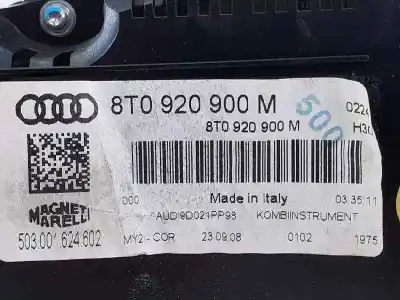 8T0 920 900 M
500
0224
8T0 920 900 M
H30
000
Made in Italy
03.35.11
MAGNETI
MARELLI
AUDI9D021PP98
KOMBIINSTRUMENT
503.001.624.602
MY2-COR
23.09.08
0102
1975